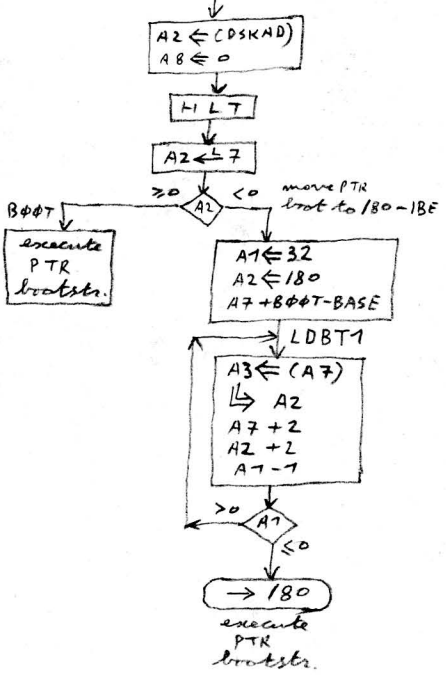 A2 ⇐ (DSKAD)
A8 ⇐ 0
HLT
A2 ⇐L 7
≥0
A2
<0
move PTR
boot to 180-1BE
BØØT
execute
PTR
bootstr.
A1 ⇐ 32
A2 ⇐ 180
A7 + BØØT-BASE
LDBT1
A3 ⇐ (A7)
A2
A7 + 2
A2 + 2
A1 - 1
>0
A1
≤0
→ 180
execute
PTR
bootstr.